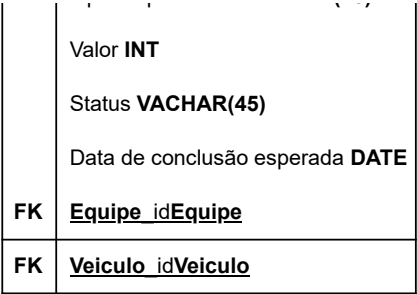 Valor INT
Status VACHAR(45)
Data de conclusão esperada DATE
FK Equipe_idEquipe
FK Veiculo_idVeiculo